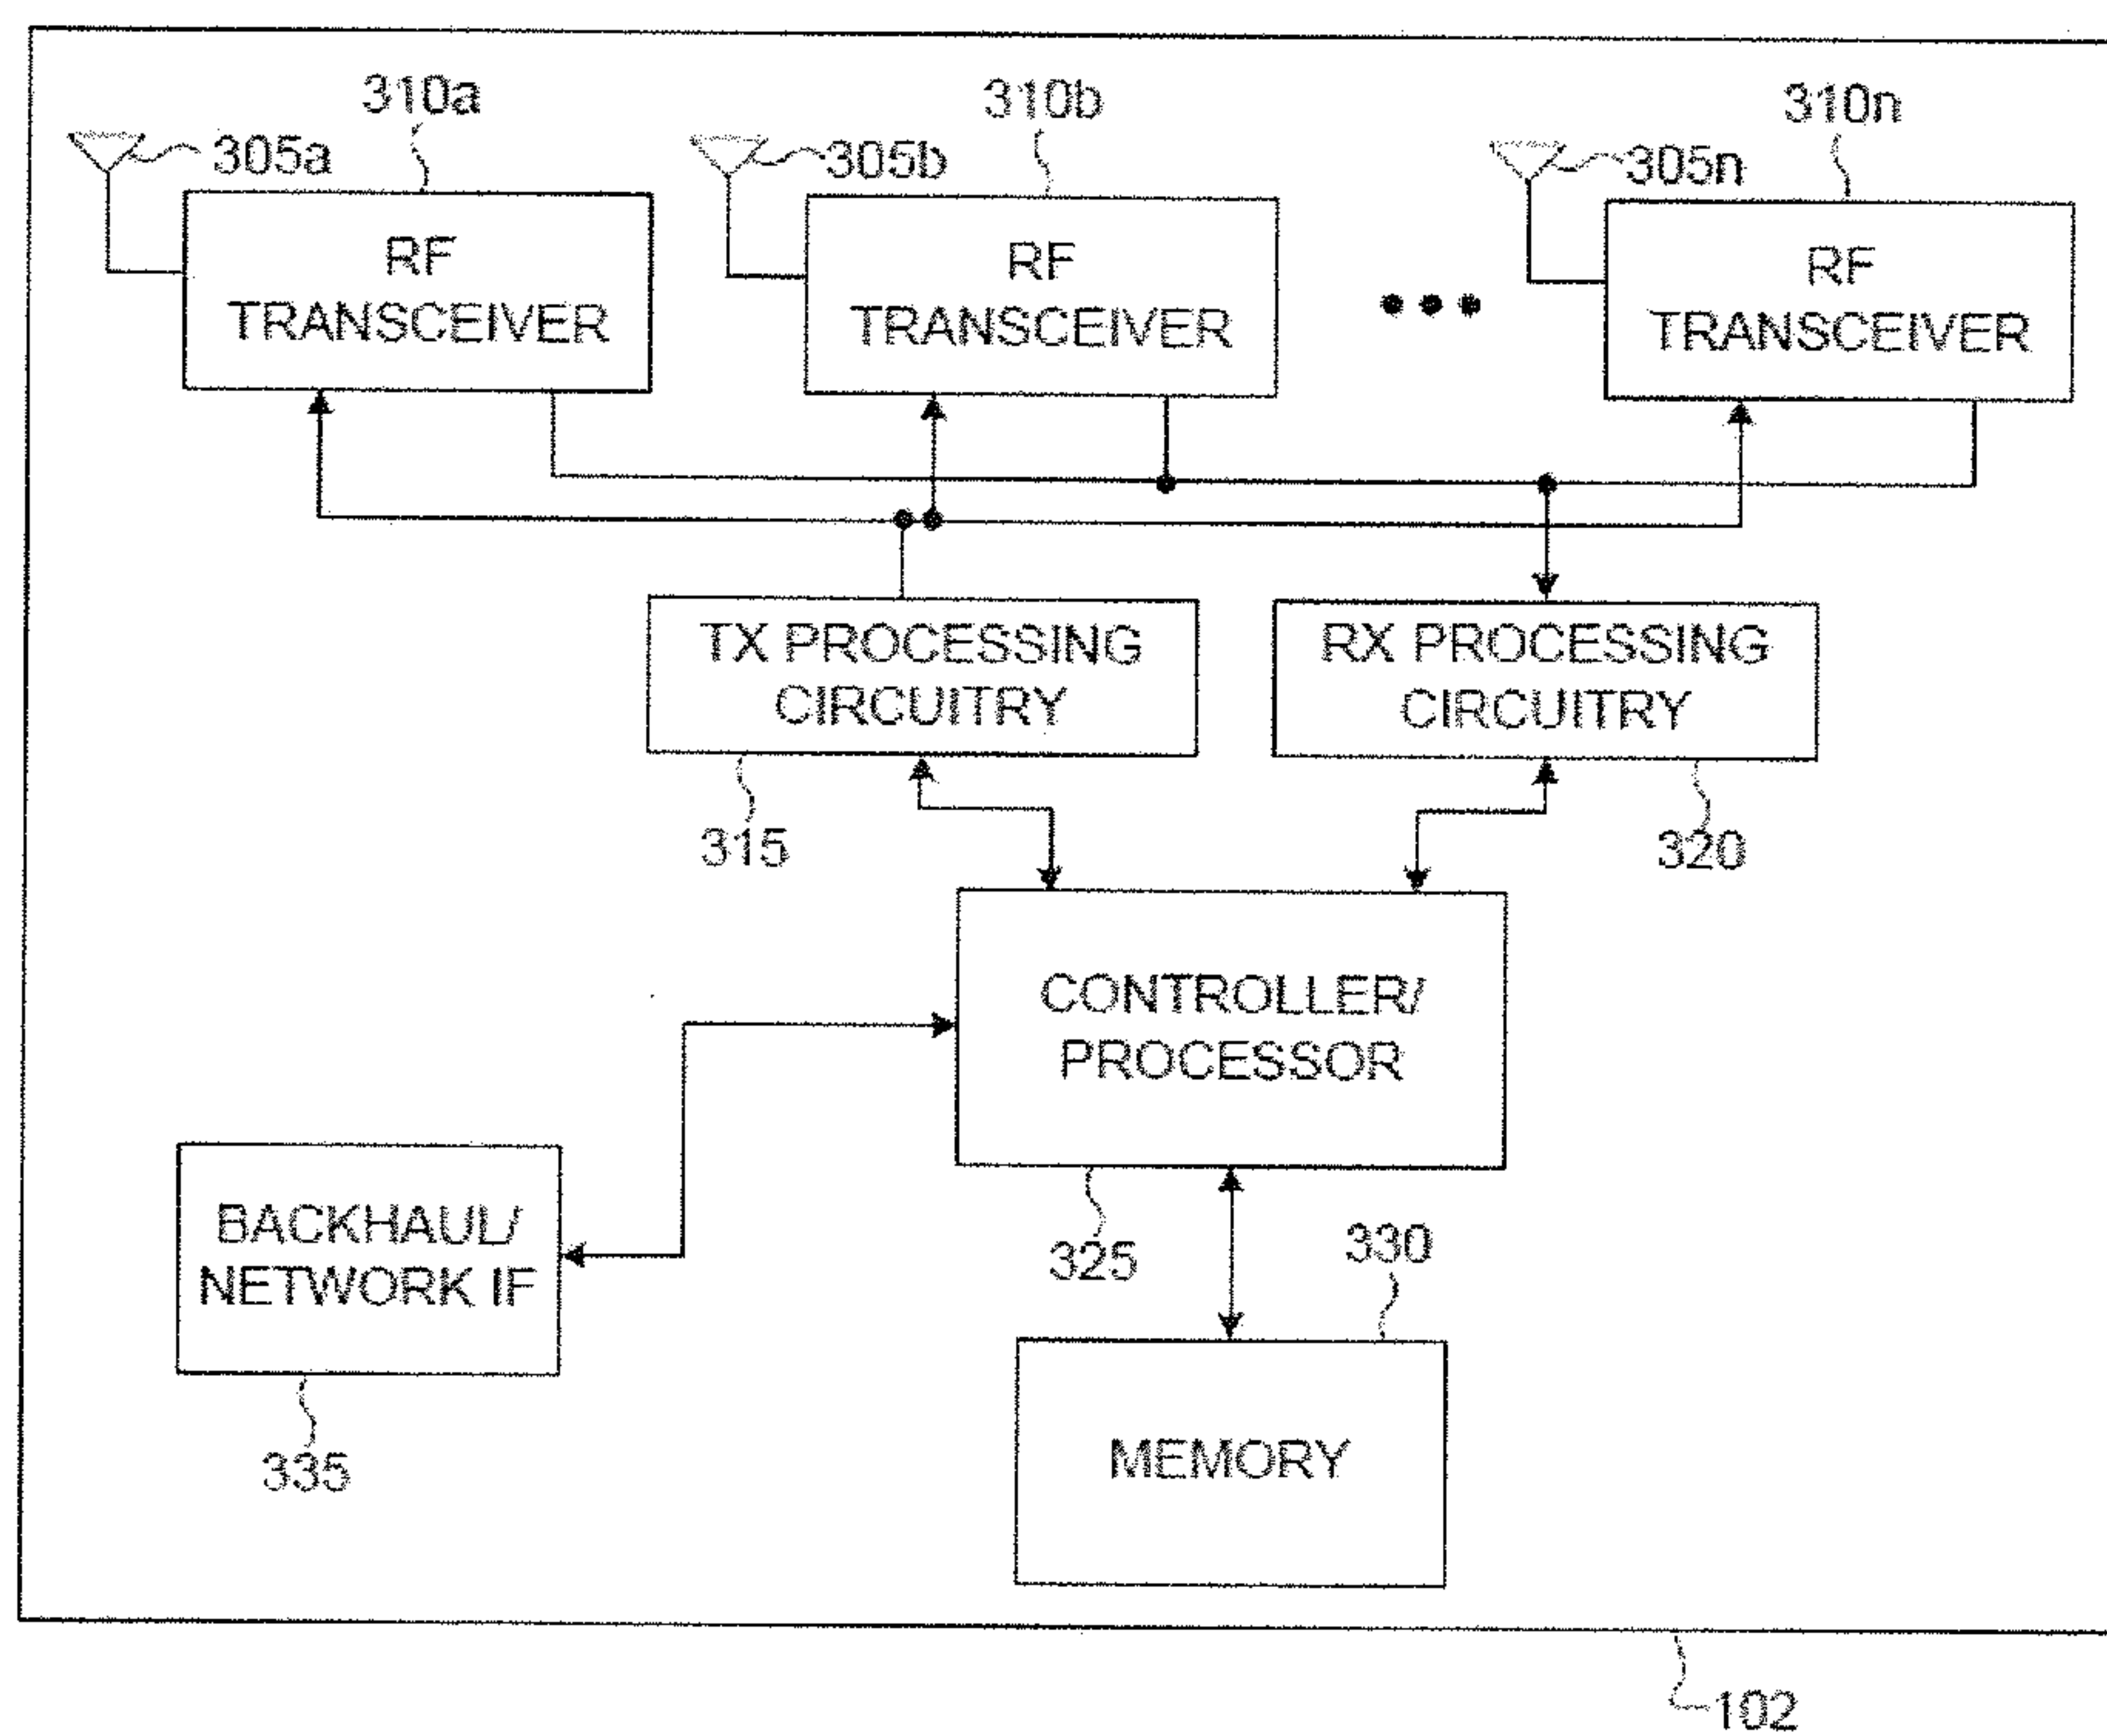 310a
310b
310n
305a
305b
305n
RF
TRANSCEIVER
RF
TRANSCEIVER
RF
TRANSCEIVER
TX PROCESSING
CIRCUITRY
RX PROCESSING
CIRCUITRY
315
320
CONTROLLER/
PROCESSOR
BACKHAUL/
NETWORK IF
325
330
335
MEMORY
102